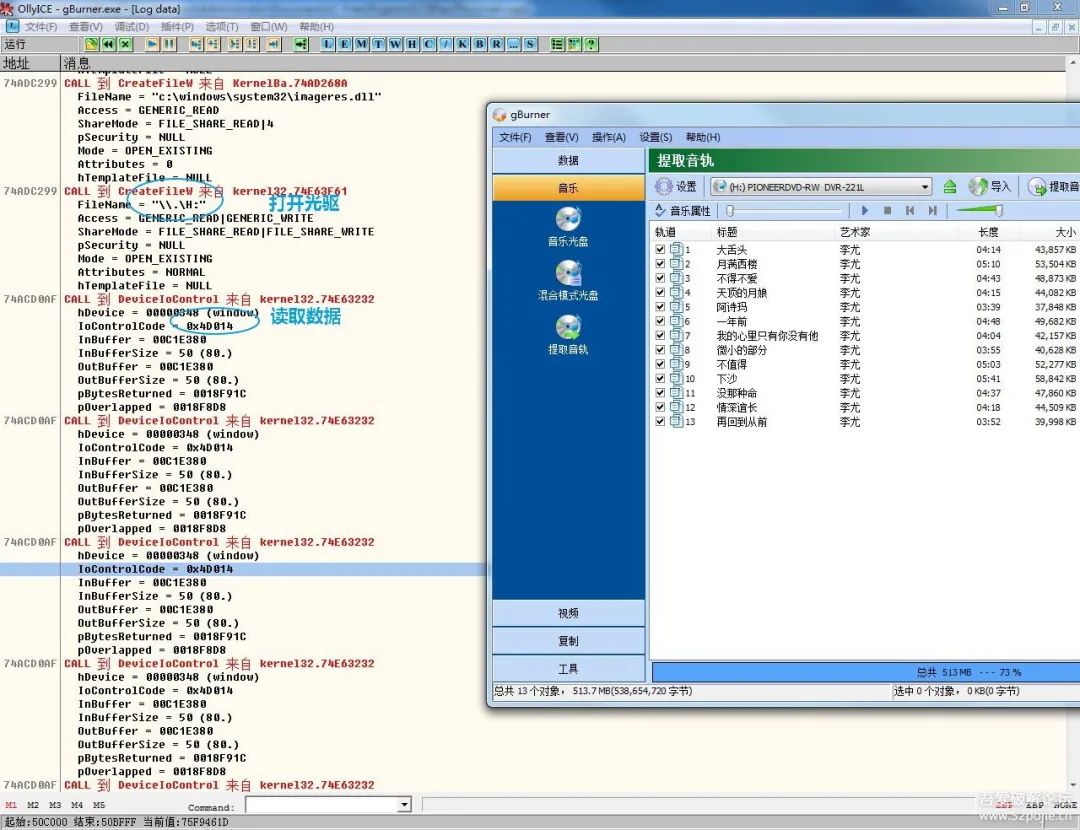 OllyICE - gBurner.exe - [Log data]
文件(F) 查看(V) 调试(D) 插件(P) 选项(T) 窗口(W) 帮助(H)
运行
L E M T W H C / K B R ... S
地址 消息
hTemplateFile = NULL
74ADC299 CALL 到 CreateFileW 来自 KernelBa.74AD268A
FileName = "c:\windows\system32\imageres.dll"
Access = GENERIC_READ
ShareMode = FILE_SHARE_READ|4
pSecurity = NULL
Mode = OPEN_EXISTING
Attributes = 0
hTemplateFile = NULL
74ADC299 CALL 到 CreateFileW 来自 kernel32.74E63F61
FileName = "\\.\H:"
打开光驱
Access = GENERIC_READ|GENERIC_WRITE
ShareMode = FILE_SHARE_READ|FILE_SHARE_WRITE
pSecurity = NULL
Mode = OPEN_EXISTING
Attributes = NORMAL
hTemplateFile = NULL
74ACD0AF CALL 到 DeviceIoControl 来自 kernel32.74E63232
hDevice = 00000348 (window)
IoControlCode = 0x4D014
读取数据
InBuffer = 00C1E380
InBufferSize = 50 (80.)
OutBuffer = 00C1E380
OutBufferSize = 50 (80.)
pBytesReturned = 0018F91C
pOverlapped = 0018F8D8
74ACD0AF CALL 到 DeviceIoControl 来自 kernel32.74E63232
hDevice = 00000348 (window)
IoControlCode = 0x4D014
InBuffer = 00C1E380
InBufferSize = 50 (80.)
OutBuffer = 00C1E380
OutBufferSize = 50 (80.)
pBytesReturned = 0018F91C
pOverlapped = 0018F8D8
74ACD0AF CALL 到 DeviceIoControl 来自 kernel32.74E63232
hDevice = 00000348 (window)
IoControlCode = 0x4D014
InBuffer = 00C1E380
InBufferSize = 50 (80.)
OutBuffer = 00C1E380
OutBufferSize = 50 (80.)
pBytesReturned = 0018F91C
pOverlapped = 0018F8D8
74ACD0AF CALL 到 DeviceIoControl 来自 kernel32.74E63232
hDevice = 00000348 (window)
IoControlCode = 0x4D014
InBuffer = 00C1E380
InBufferSize = 50 (80.)
OutBuffer = 00C1E380
OutBufferSize = 50 (80.)
pBytesReturned = 0018F91C
pOverlapped = 0018F8D8
74ACD0AF CALL 到 DeviceIoControl 来自 kernel32.74E63232
gBurner
文件(F) 查看(V) 操作(A) 设置(S) 帮助(H)
数据
音乐
音乐光盘
混合模式光盘
提取音轨
视频
复制
工具
提取音轨
设置 (H:) PIONEERDVD-RW DVR-221L 导入 提取音
音乐属性
轨道 标题 艺术家 长度 大小
1 大舌头 李尤 04:14 43,857 KB
2 月满西楼 李尤 05:10 53,504 KB
3 不得不爱 李尤 04:43 48,873 KB
4 天顶的月娘 李尤 04:15 44,082 KB
5 阿诗玛 李尤 03:39 37,848 KB
6 一年前 李尤 04:48 49,682 KB
7 我的心里只有你没有他 李尤 04:04 42,157 KB
8 微小的部分 李尤 03:55 40,628 KB
9 不值得 李尤 05:03 52,277 KB
10 下沙 李尤 05:41 58,842 KB
11 没那种命 李尤 04:37 47,860 KB
12 情深谊长 李尤 04:18 44,509 KB
13 再回到从前 李尤 03:52 39,998 KB
总共 513 MB --- 73 %
总共 13 个对象， 513.7 MB(538,654,720 字节) 选中 0 个对象， 0 KB(0 字节)
M1 M2 M3 M4 M5 Command: ESP EBP NONE
吾爱破解论坛
www.52pojie.cn
起始:50C000 结束:50BFFF 当前值:75F9461D